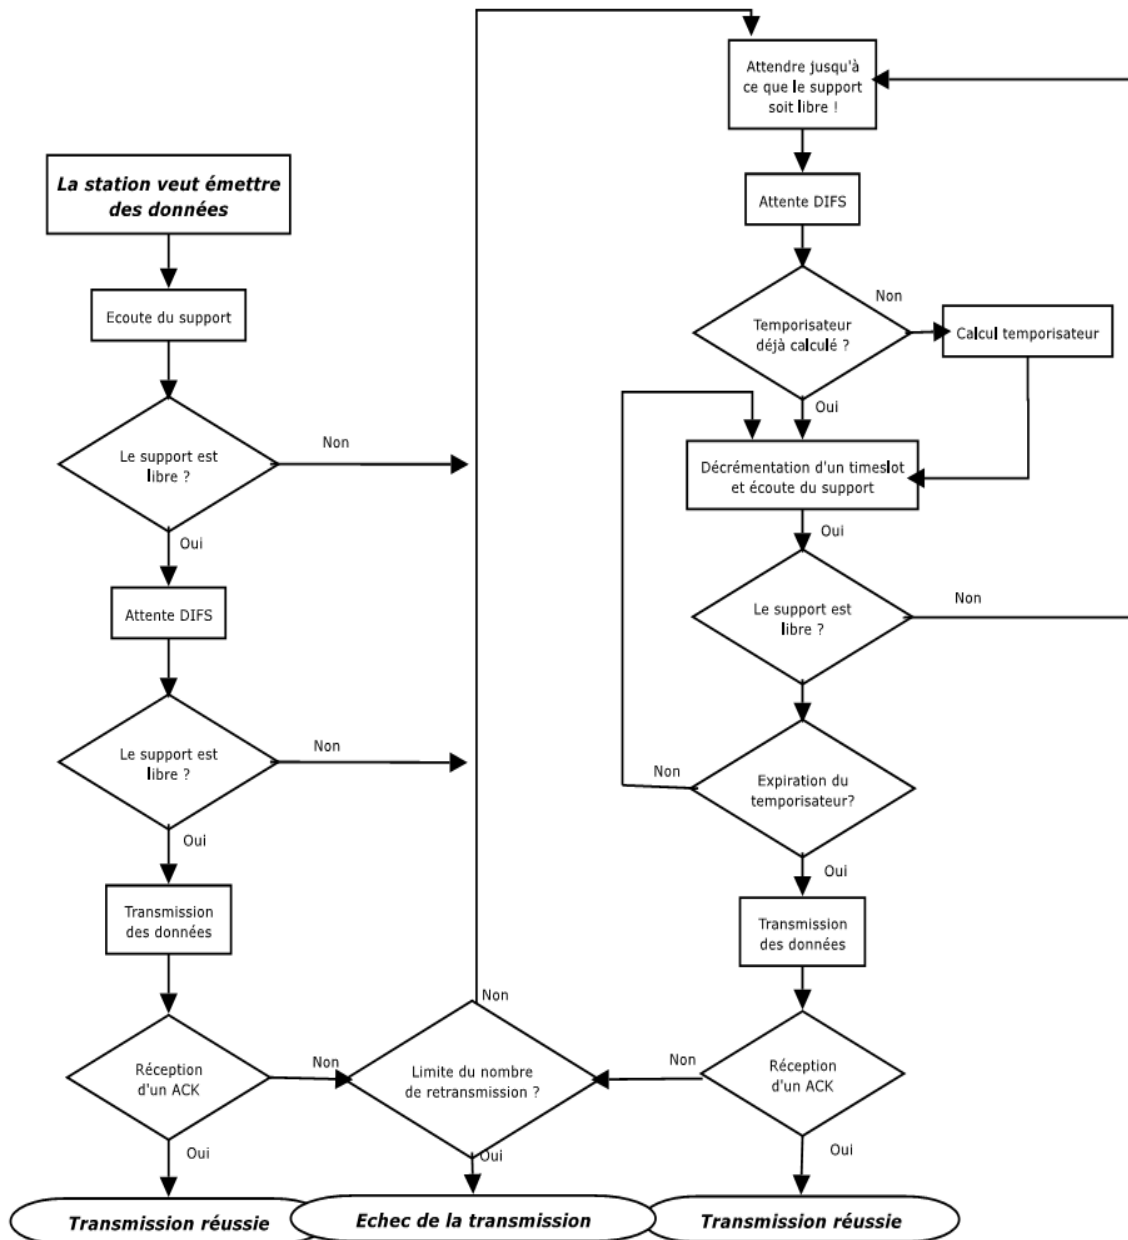 La station veut émettre
des données
Ecoute du support
Le support est
libre ?
Non
Oui
Attente DIFS
Le support est
libre ?
Non
Oui
Transmission
des données
Réception
d'un ACK
Non
Oui
Transmission réussie
Non
Limite du nombre
de retransmission ?
Oui
Echec de la transmission
Attendre jusqu'à
ce que le support
soit libre !
Attente DIFS
Temporisateur
déjà calculé ?
Non
Calcul temporisateur
Oui
Décrémentation d'un timeslot
et écoute du support
Oui
Le support est
libre ?
Non
Expiration du
temporisateur?
Non
Oui
Transmission
des données
Réception
d'un ACK
Non
Oui
Transmission réussie